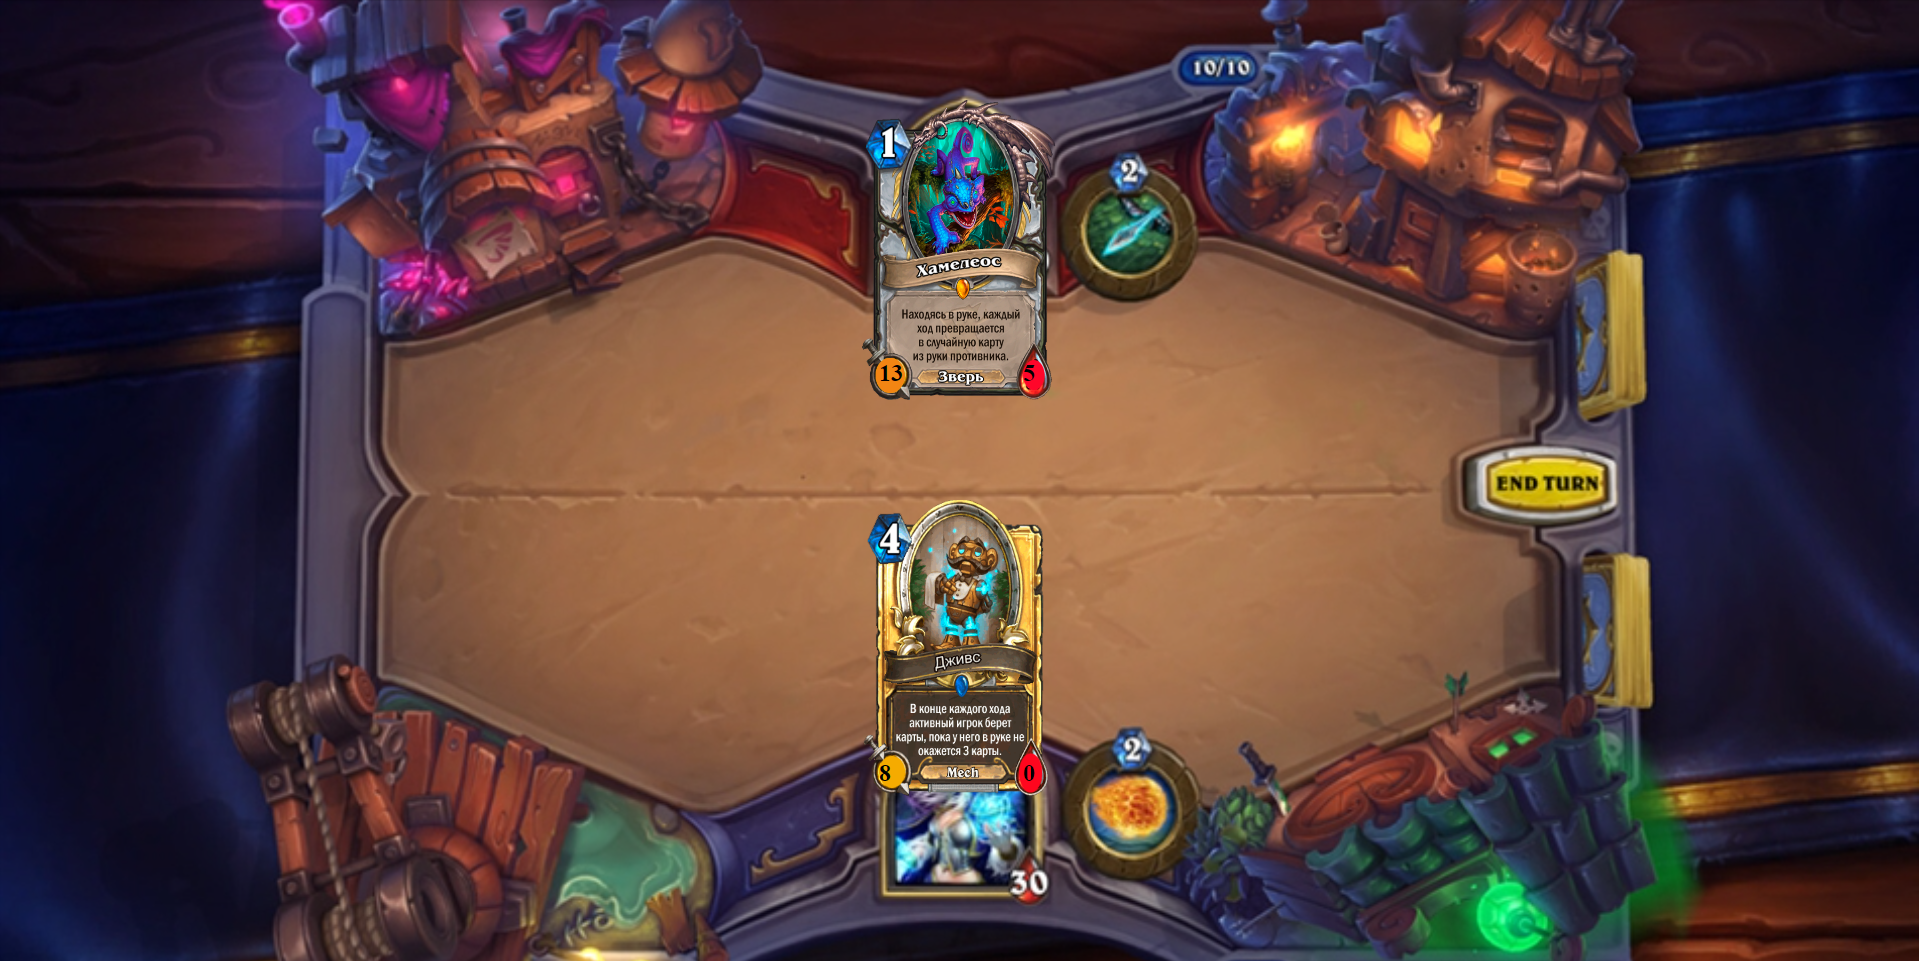 10/10
1
2
Хамелеос
Находясь в руке, каждый
ход превращается
в случайную карту
из руки противника.
13
Зверь
5
END TURN
4
Дживс
В конце каждого хода
активный игрок берет
карты, пока у него в руке не
окажется 3 карты.
8
Mech
0
2
30